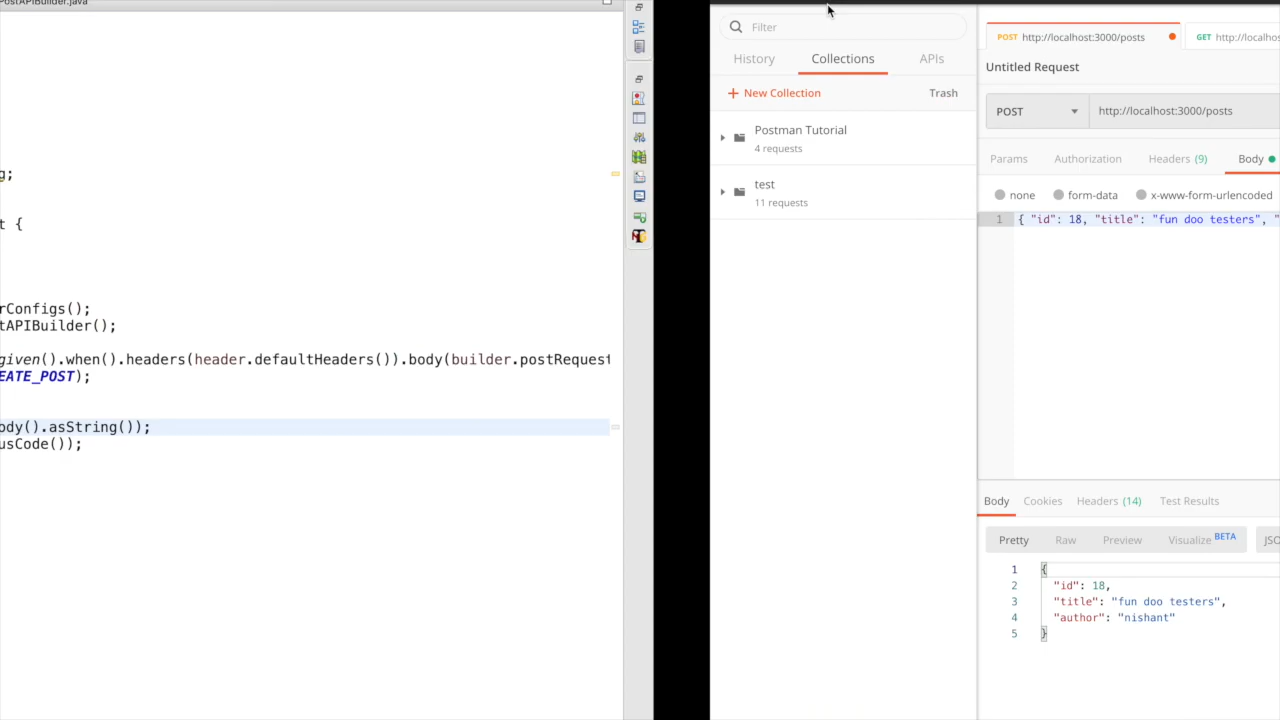 PostAPIBuilder.java
g;
t {
rConfigs();
tAPIBuilder();
given().when().headers(header.defaultHeaders()).body(builder.postRequest
EATE_POST);
ody().asString());
usCode());
Filter
History Collections APIs
+ New Collection Trash
Postman Tutorial
4 requests
test
11 requests
POST http://localhost:3000/posts GET http://localhos
Untitled Request
POST http://localhost:3000/posts
Params Authorization Headers (9) Body
none form-data x-www-form-urlencoded
1 { "id": 18, "title": "fun doo testers", "
Body Cookies Headers (14) Test Results
Pretty Raw Preview Visualize BETA JSO
1 {
2 "id": 18,
3 "title": "fun doo testers",
4 "author": "nishant"
5 }